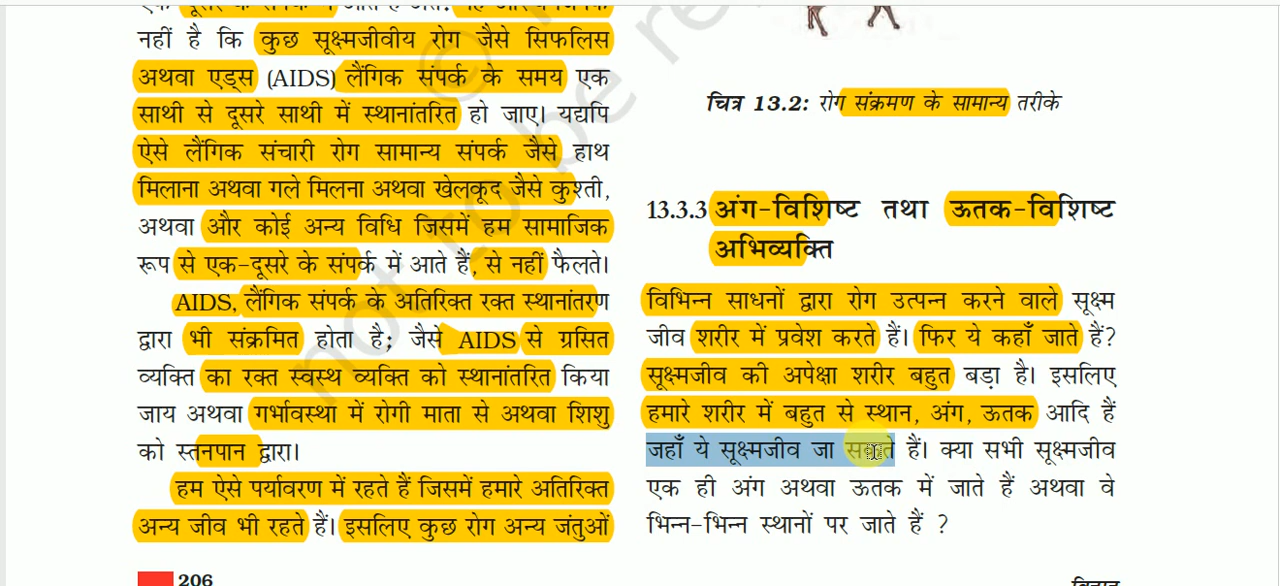 नहीं है कि कुछ सूक्ष्मजीवीय रोग जैसे सिफलिस
अथवा एड्स (AIDS) लैंगिक संपर्क के समय एक
साथी से दूसरे साथी में स्थानांतरित हो जाए। यद्यपि
ऐसे लैंगिक संचारी रोग सामान्य संपर्क जैसे हाथ
मिलाना अथवा गले मिलना अथवा खेलकूद जैसे कुश्ती,
अथवा और कोई अन्य विधि जिसमें हम सामाजिक
रूप से एक-दूसरे के संपर्क में आते हैं, से नहीं फैलते।
AIDS, लैंगिक संपर्क के अतिरिक्त रक्त स्थानांतरण
द्वारा भी संक्रमित होता है; जैसे AIDS से ग्रसित
व्यक्ति का रक्त स्वस्थ व्यक्ति को स्थानांतरित किया
जाय अथवा गर्भावस्था में रोगी माता से अथवा शिशु
को स्तनपान द्वारा।
हम ऐसे पर्यावरण में रहते हैं जिसमें हमारे अतिरिक्त
अन्य जीव भी रहते हैं। इसलिए कुछ रोग अन्य जंतुओं
206
चित्र 13.2: रोग संक्रमण के सामान्य तरीके
13.3.3 अंग-विशिष्ट तथा ऊतक-विशिष्ट
अभिव्यक्ति
विभिन्न साधनों द्वारा रोग उत्पन्न करने वाले सूक्ष्म
जीव शरीर में प्रवेश करते हैं। फिर ये कहाँ जाते हैं?
सूक्ष्मजीव की अपेक्षा शरीर बहुत बड़ा है। इसलिए
हमारे शरीर में बहुत से स्थान, अंग, ऊतक आदि हैं
जहाँ ये सूक्ष्मजीव जा सकते हैं। क्या सभी सूक्ष्मजीव
एक ही अंग अथवा ऊतक में जाते हैं अथवा वे
भिन्न-भिन्न स्थानों पर जाते हैं ?